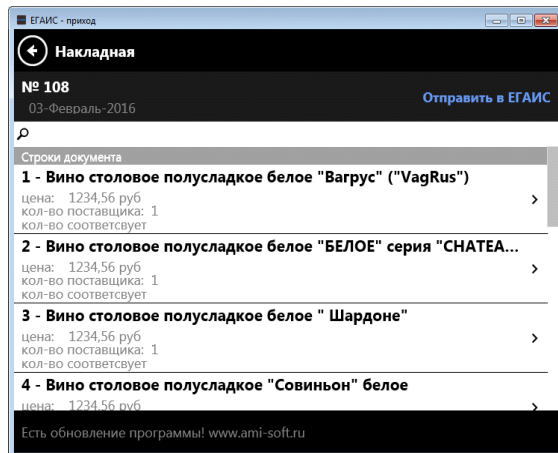 ЕГАИС - приход
Накладная
№ 108
03-Февраль-2016
Отправить в ЕГАИС
Строки документа
1 - Вино столовое полусладкое белое "Вагрус" ("VagRus")
цена: 1234,56 руб
кол-во поставщика: 1
кол-во соответсвует
2 - Вино столовое полусладкое белое "БЕЛОЕ" серия "CHATEA...
цена: 1234,56 руб
кол-во поставщика: 1
кол-во соответсвует
3 - Вино столовое полусладкое белое " Шардоне"
цена: 1234,56 руб
кол-во поставщика: 1
кол-во соответсвует
4 - Вино столовое полусладкое "Совиньон" белое
цена: 1234,56 руб
Есть обновление программы! www.ami-soft.ru